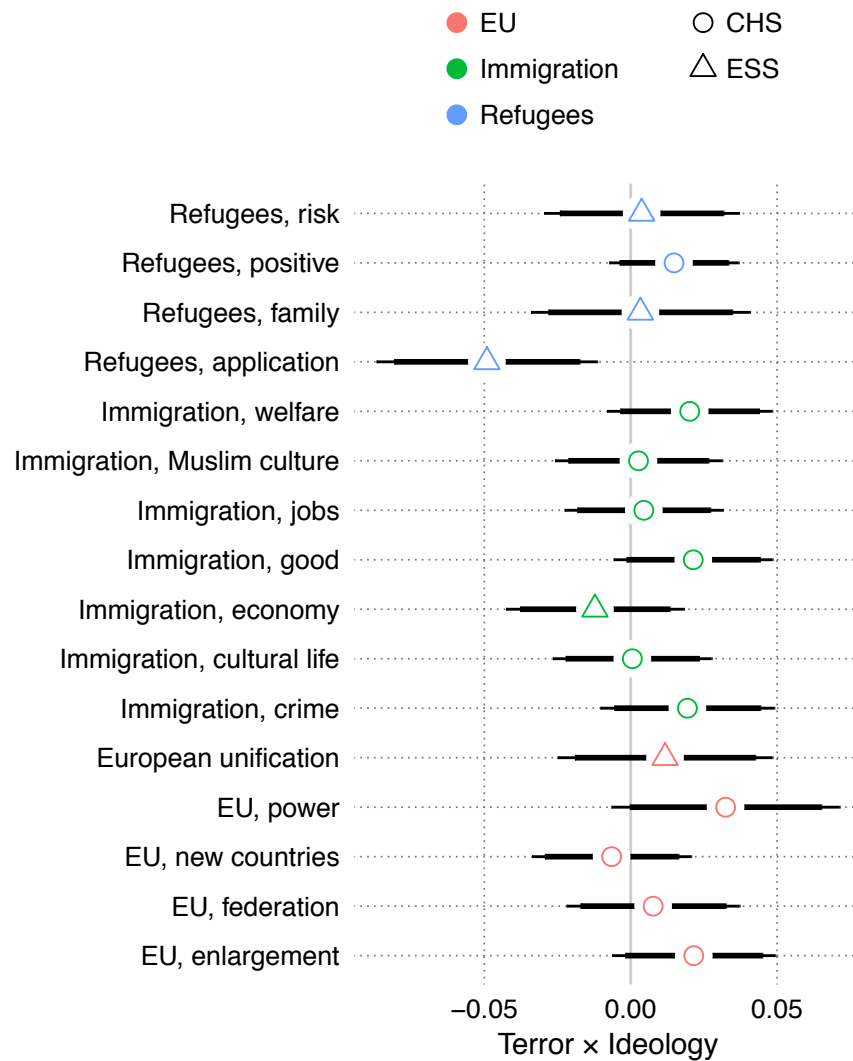 EU
CHS
Immigration
ESS
Refugees
Refugees, risk
Refugees, positive
Refugees, family
Refugees, application
Immigration, welfare
Immigration, Muslim culture
Immigration, jobs
Immigration, good
Immigration, economy
Immigration, cultural life
Immigration, crime
European unification
EU, power
EU, new countries
EU, federation
EU, enlargement
−0.05 0.00 0.05
Terror × Ideology